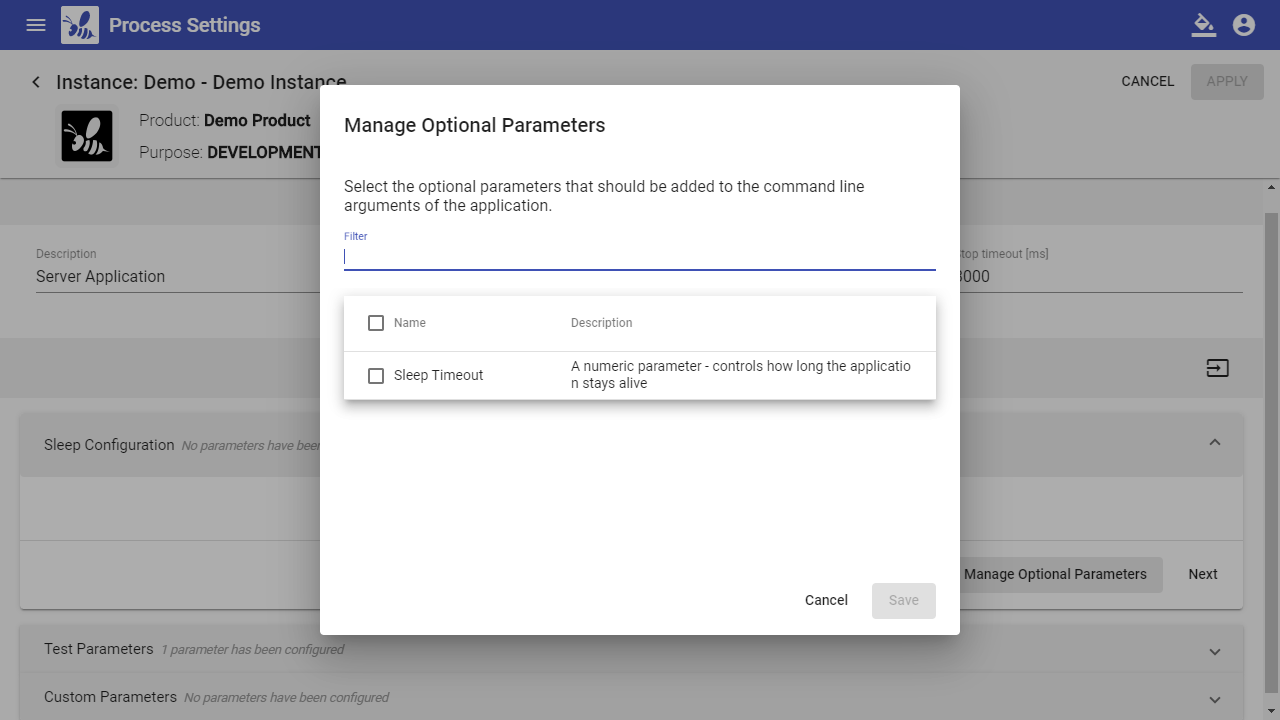 Process Settings
Instance: Demo - Demo Instance
CANCEL
APPLY
Product: Demo Product
Purpose: DEVELOPMENT
Manage Optional Parameters
Select the optional parameters that should be added to the command line
arguments of the application.
Filter
Name
Description
Sleep Timeout
A numeric parameter - controls how long the applicatio
n stays alive
Cancel
Save
Description
Server Application
top timeout [ms]
000
Sleep Configuration No parameters have been
Manage Optional Parameters
Next
Test Parameters 1 parameter has been configured
Custom Parameters No parameters have been configured